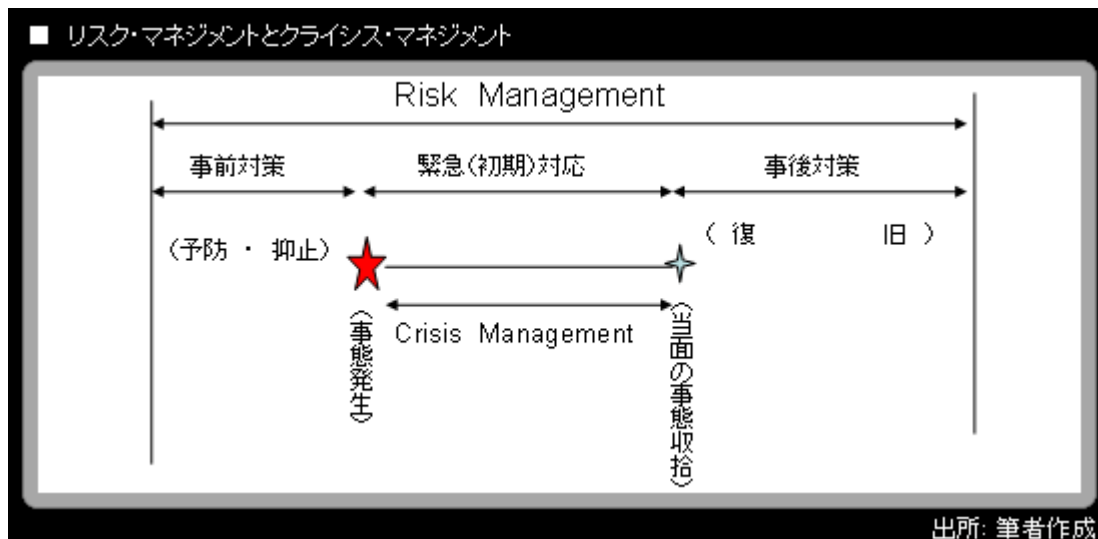 ■ リスク・マネジメントとクライシス・マネジメント
Risk Management
事前対策 緊急(初期)対応 事後対策
(予防 ・ 抑止) ( 復 旧 )
Crisis Management
(事態発生)
(当面の事態収拾)
出所: 筆者作成